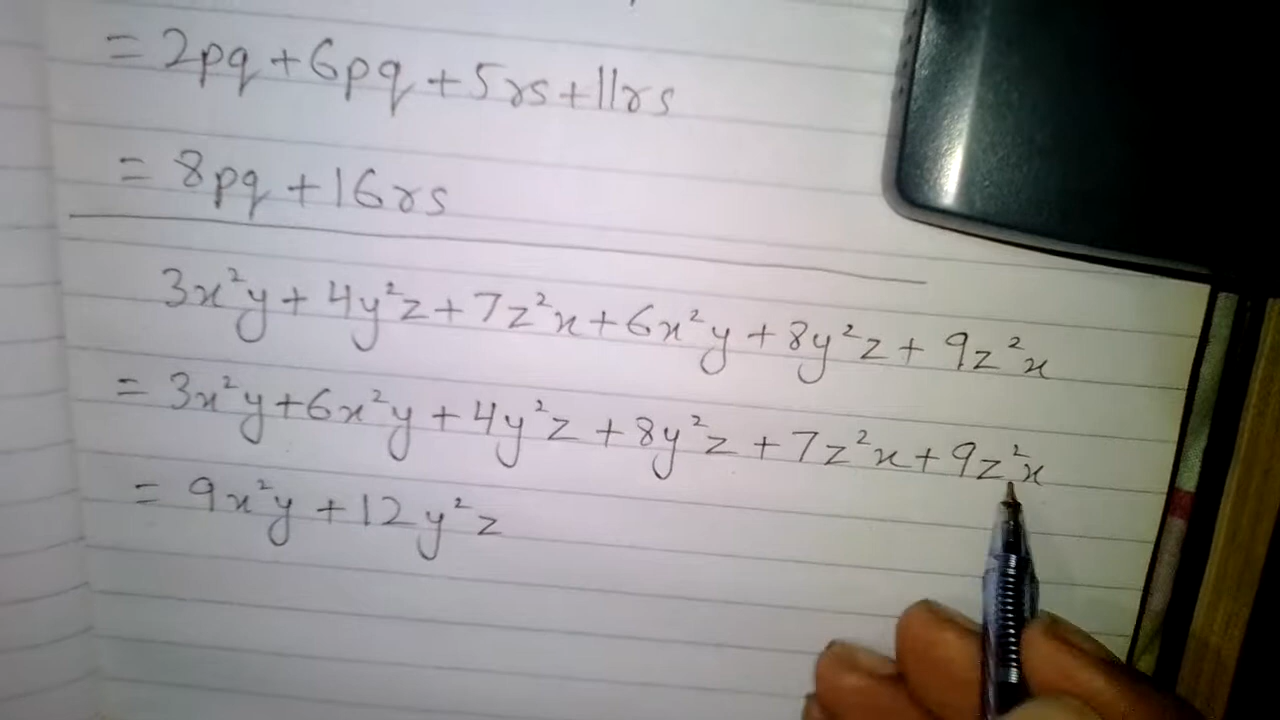 = 2pq + 6pq + 5rs + 11rs
= 8pq + 16rs
3x²y + 4y²z + 7z²x + 6x²y + 8y²z + 9z²x
= 3x²y + 6x²y + 4y²z + 8y²z + 7z²x + 9z²x
= 9x²y + 12y²z